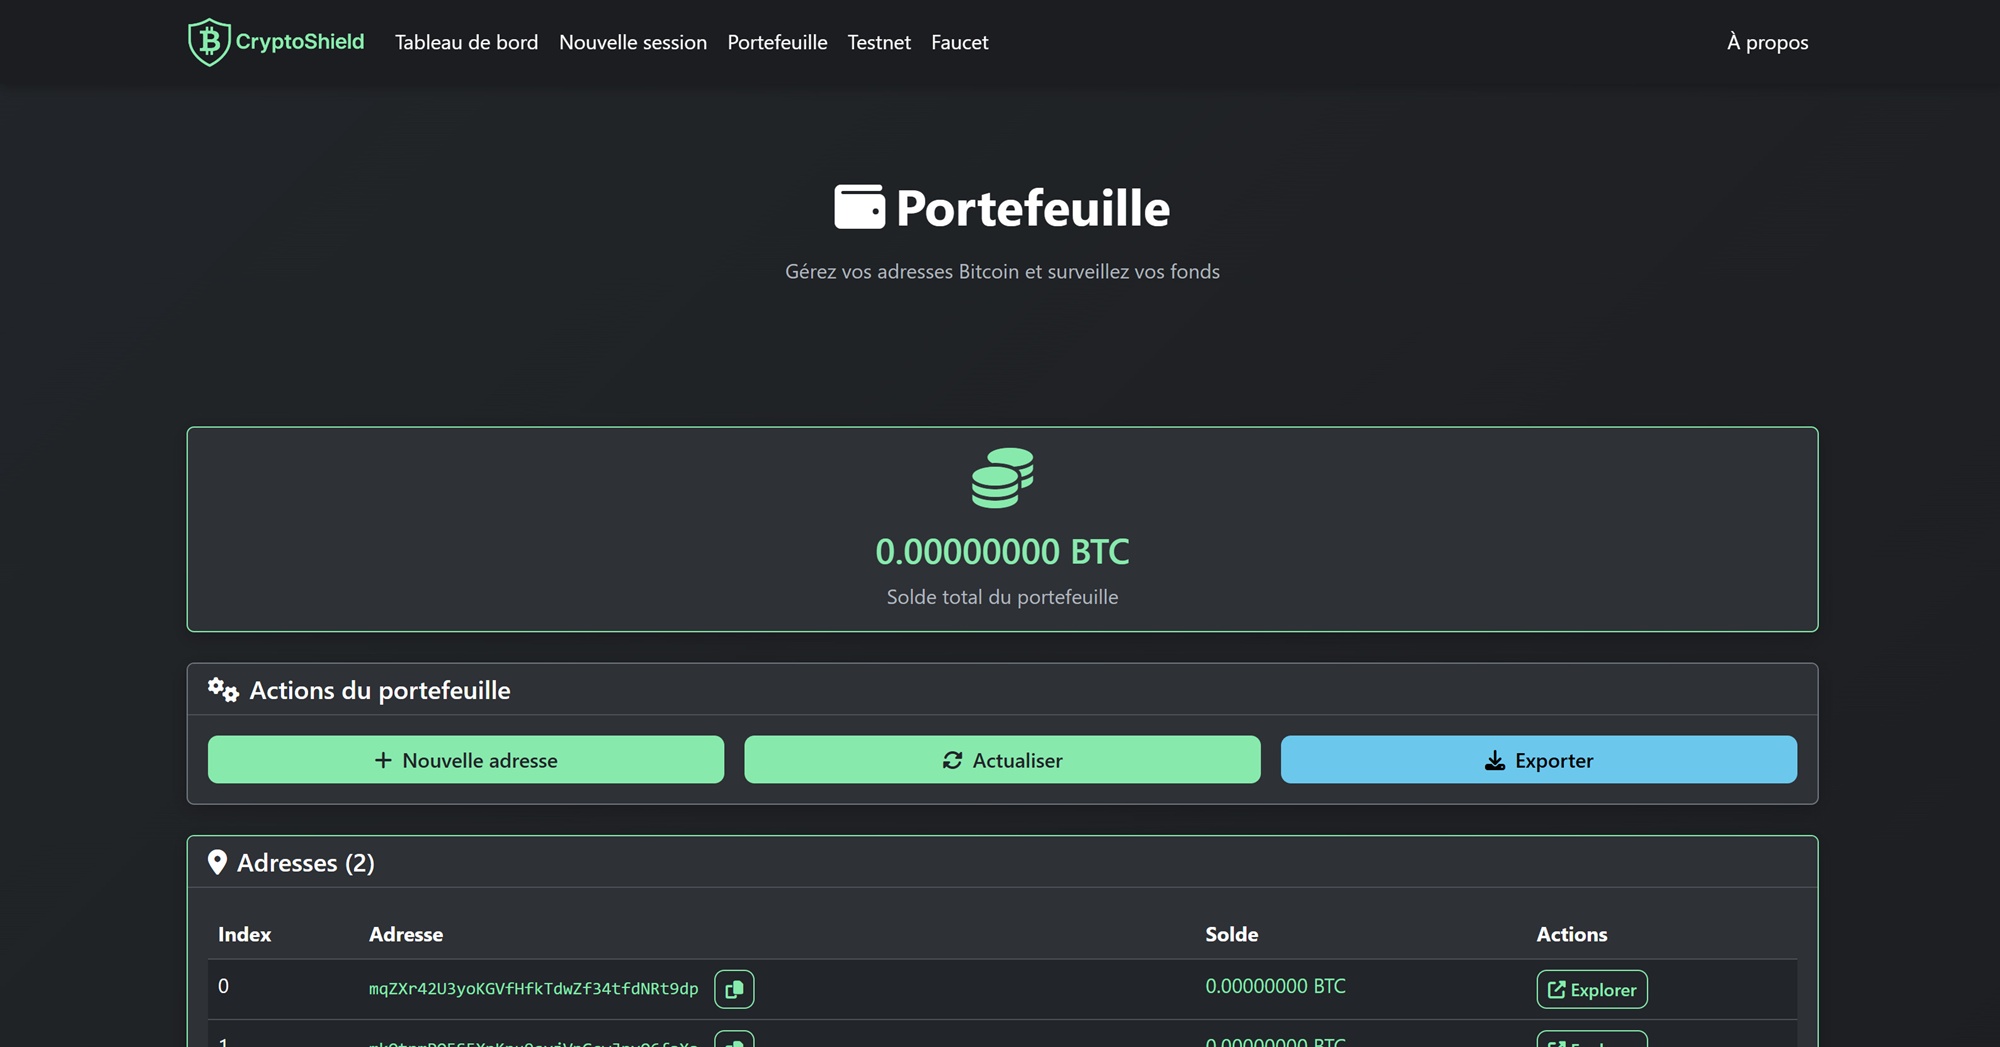 CryptoShield Tableau de bord Nouvelle session Portefeuille Testnet Faucet À propos
Portefeuille
Gérez vos adresses Bitcoin et surveillez vos fonds
0.00000000 BTC
Solde total du portefeuille
Actions du portefeuille
Nouvelle adresse Actualiser Exporter
Adresses (2)
Index Adresse Solde Actions
0 mqZXr42U3yoKGVfHfkTdwZf34tfdNRt9dp 0.00000000 BTC Explorer
1 0.00000000 BTC